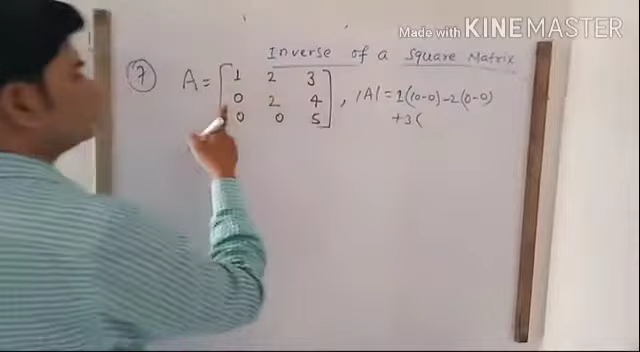 Made with KINEMASTER
Inverse of a Square Matrix
7 A = [ 1 2 3
0 2 4 , |A| = 1(10-0)-2(0-0)
0 0 5 ] +3(